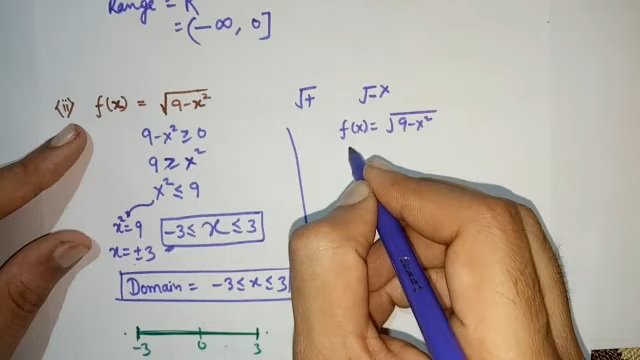 Range = R⁻
= (-∞, 0]
(ii) f(x) = √(9-x²)
9-x² ≥ 0
9 ≥ x²
x² ≤ 9
x² = 9
x = ±3
-3 ≤ x ≤ 3
Domain = -3 ≤ x ≤ 3
-3 0 3
√+ √- x
f(x) = √(9-x²)